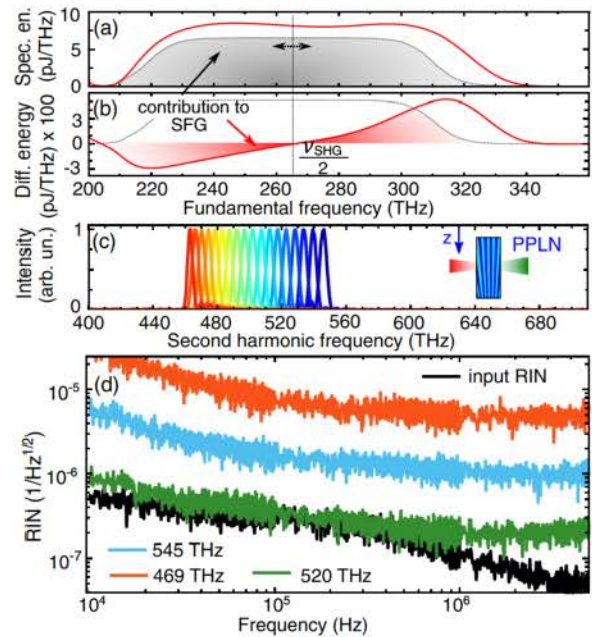 (a)
Spec. en.
(pJ/THz)
10
5
0
(b)
contribution to
SFG
ν_SHG
2
Diff. energy
(pJ/THz) x 100
3
0
-3
200 220 240 260 280 300 320 340
Fundamental frequency (THz)
(c)
Intensity
(arb. un.)
1
0
z
PPLN
400 440 480 520 560 600 640 680
Second harmonic frequency (THz)
(d)
input RIN
RIN (1/Hz^1/2)
10^-5
10^-6
10^-7
545 THz
469 THz 520 THz
10^4 10^5 10^6
Frequency (Hz)